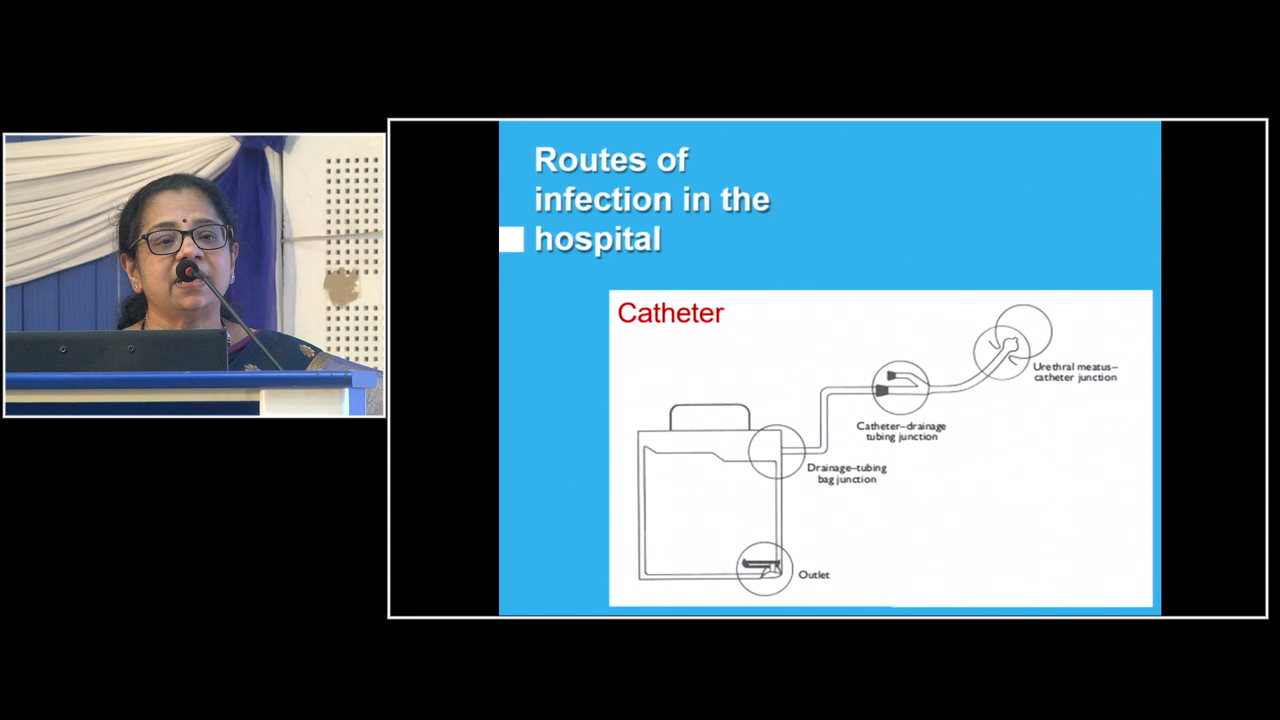 Routes of
infection in the
hospital
Catheter
Urethral meatus–
catheter junction
Catheter–drainage
tubing junction
Drainage–tubing
bag junction
Outlet